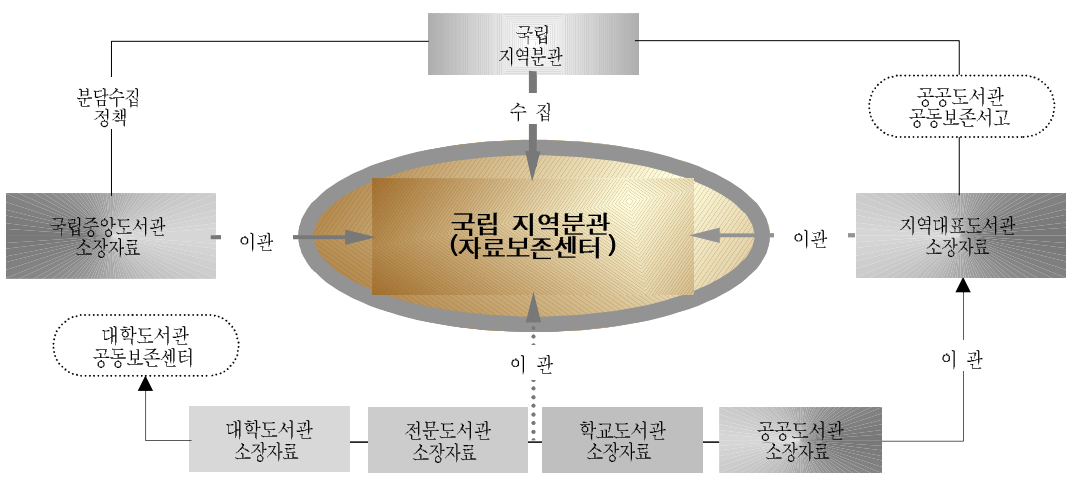 국립
지역분관
분담수집
정책
수 집
공공도서관
공동보존서고
국립중앙도서관
소장자료
이관
국립 지역분관
(자료보존센터)
이관
지역대표도서관
소장자료
대학도서관
공동보존센터
이 관
이 관
대학도서관
소장자료
전문도서관
소장자료
학교도서관
소장자료
공공도서관
소장자료